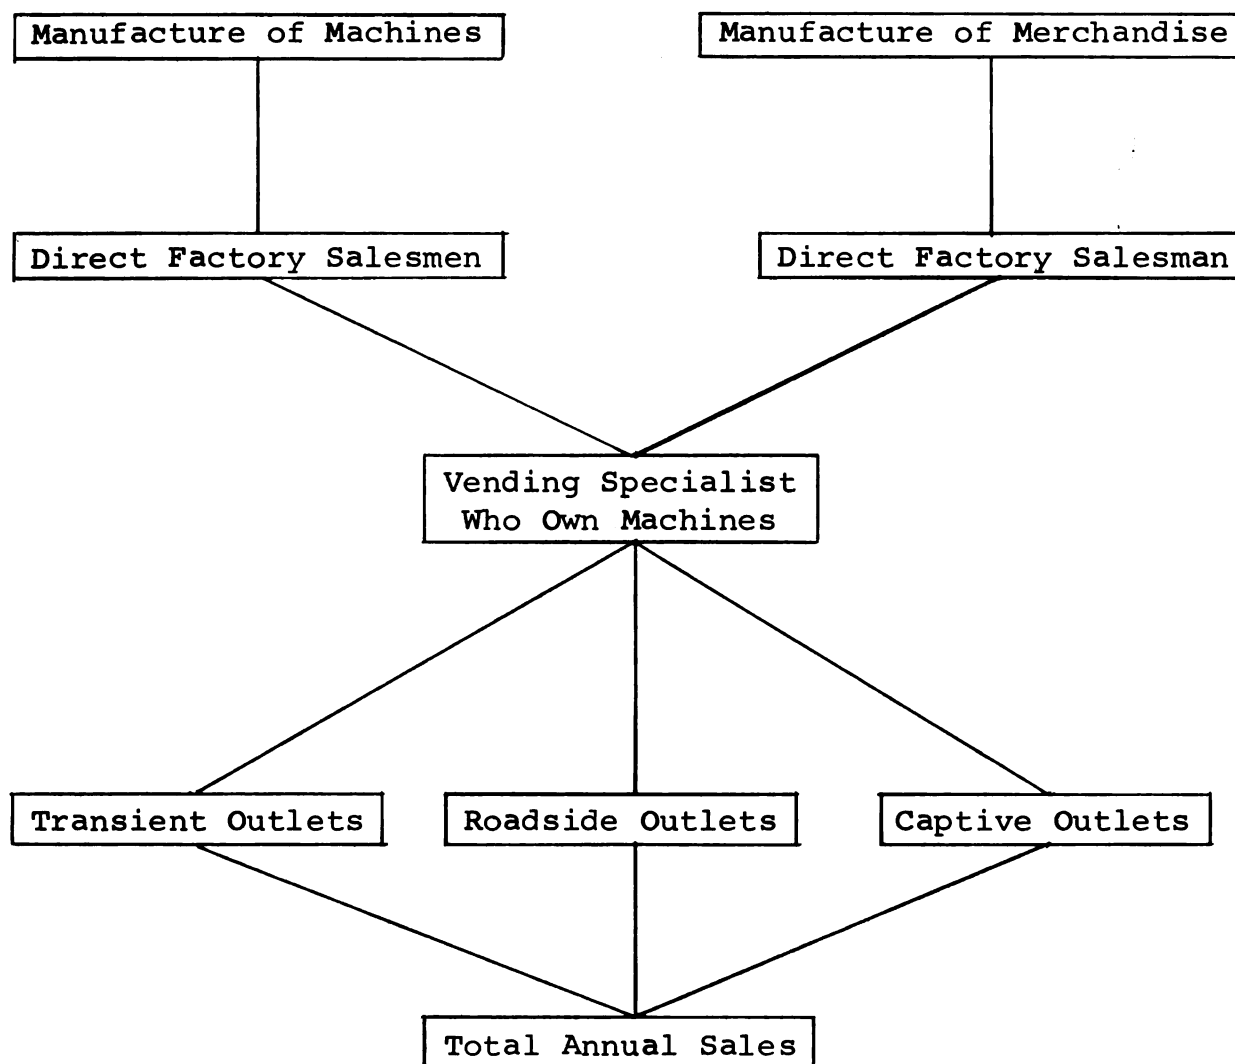 Manufacture of Machines
Manufacture of Merchandise
Direct Factory Salesmen
Direct Factory Salesman
Vending Specialist
Who Own Machines
Transient Outlets
Roadside Outlets
Captive Outlets
Total Annual Sales